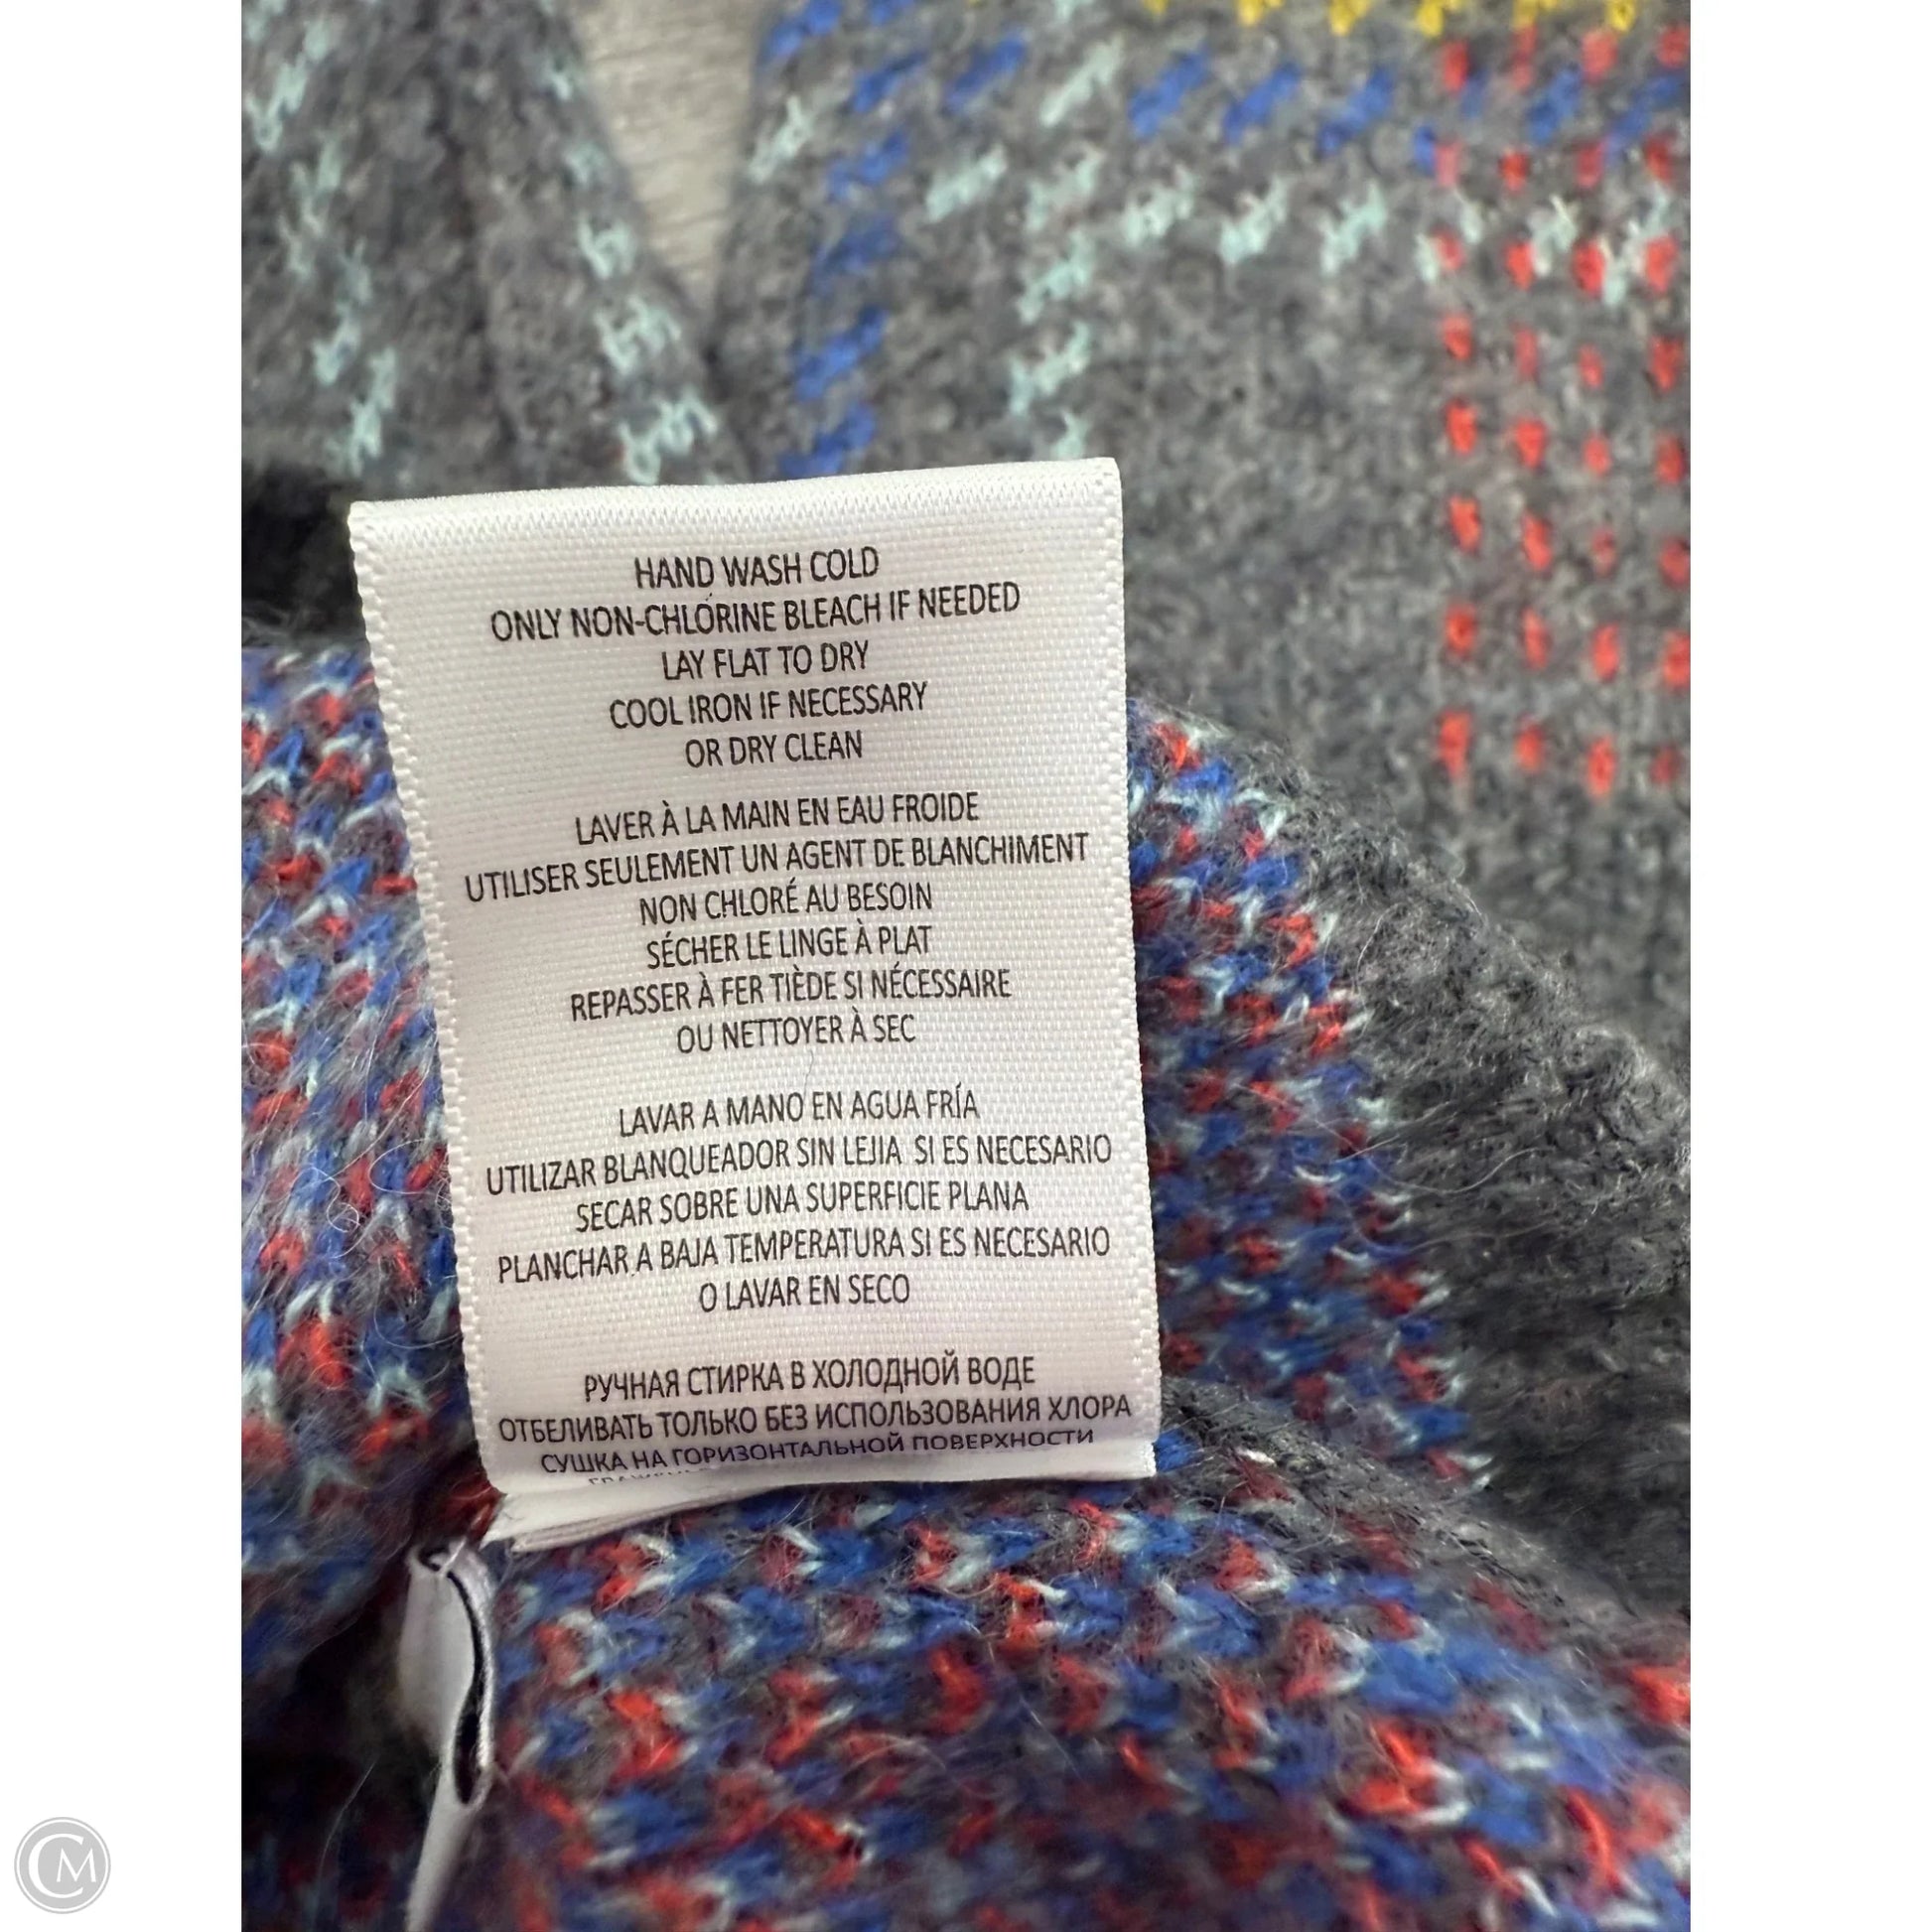 HAND WASH COLD
ONLY NON-CHLORINE BLEACH IF NEEDED
LAY FLAT TO DRY
COOL IRON IF NECESSARY
OR DRY CLEAN
LAVER À LA MAIN EN EAU FROIDE
UTILISER SEULEMENT UN AGENT DE BLANCHIMENT
NON CHLORÉ AU BESOIN
SÉCHER LE LINGE À PLAT
REPASSER À FER TIÈDE SI NÉCESSAIRE
OU NETTOYER À SEC
LAVAR A MANO EN AGUA FRÍA
UTILIZAR BLANQUEADOR SIN LEJIA SI ES NECESARIO
SECAR SOBRE UNA SUPERFICIE PLANA
PLANCHAR A BAJA TEMPERATURA SI ES NECESARIO
O LAVAR EN SECO
РУЧНАЯ СТИРКА В ХОЛОДНОЙ ВОДЕ
ОТБЕЛИВАТЬ ТОЛЬКО БЕЗ ИСПОЛЬЗОВАНИЯ ХЛОРА
СУШКА НА ГОРИЗОНТАЛЬНОЙ ПОВЕРХНОСТИ
CM